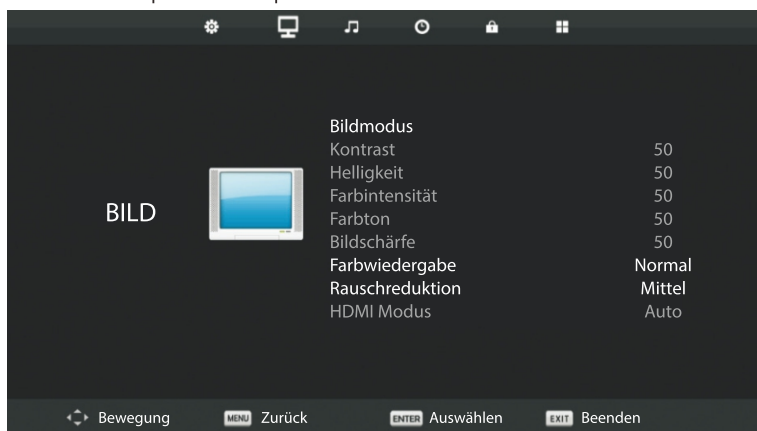 Bildmodus
Kontrast 50
Helligkeit 50
Farbintensität 50
BILD
Farbton 50
Bildschärfe 50
Farbwiedergabe Normal
Rauschreduktion Mittel
HDMI Modus Auto
Bewegung MENU Zurück ENTER Auswählen EXIT Beenden